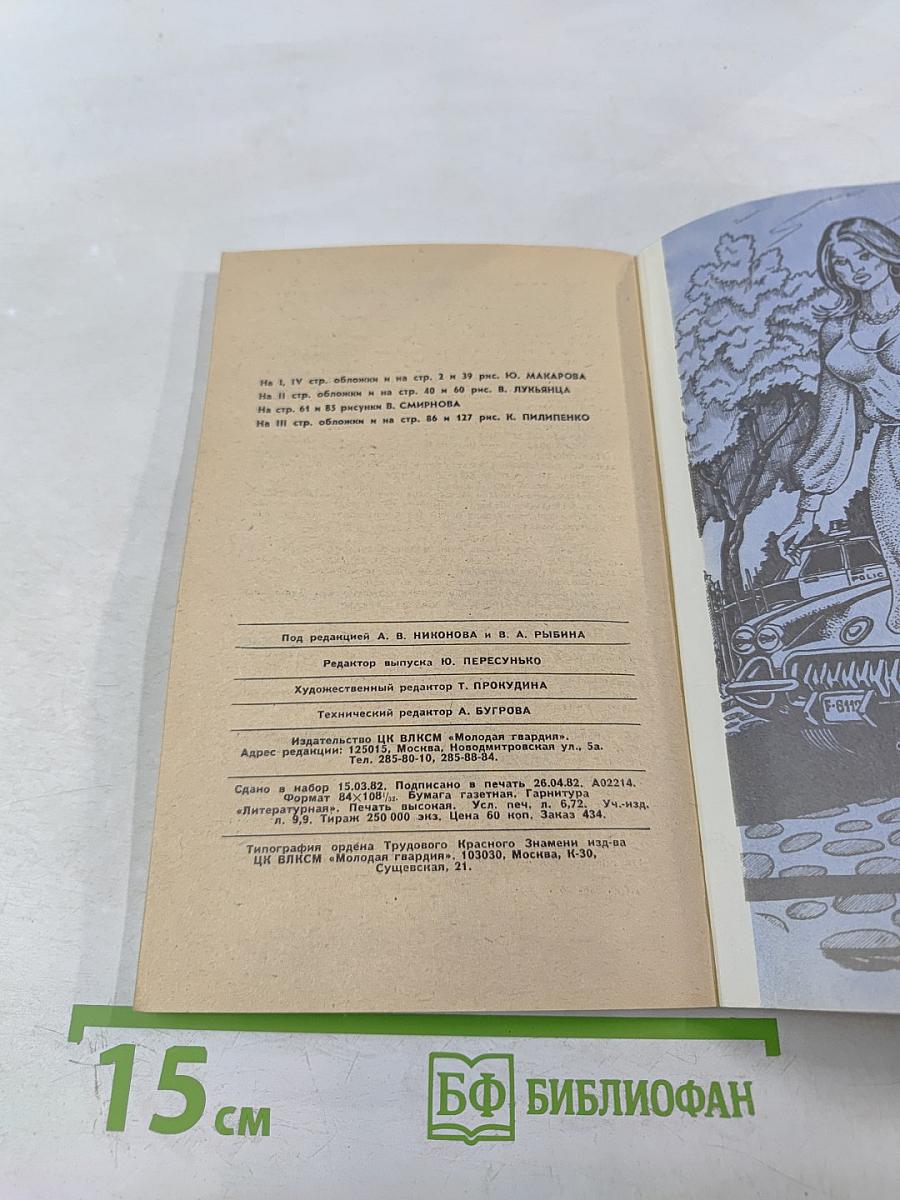 На I, IV стр. обложки и на стр. 2 и 39 рис. Ю. МАКАРОВА
На II стр. обложки и на стр. 40 и 60 рис. В. ЛУКЬЯНЦА
На стр. 61 и 85 рисунки В. СМИРНОВА
На III стр. обложки и на стр. 86 и 127 рис. К. ПИЛИПЕНКО
Под редакцией А. В. НИКОНОВА и В. А. РЫБИНА
Редактор выпуска Ю. ПЕРЕСУНЬКО
Художественный редактор Т. ПРОКУДИНА
Технический редактор А. БУГРОВА
Издательство ЦК ВЛКСМ «Молодая гвардия».
Адрес редакции: 125015, Москва, Новодмитровская ул., 5а.
Тел. 285-80-10, 285-88-84.
Сдано в набор 15.03.82. Подписано в печать 26.04.82. А02214.
Формат 84×108¹/₃₂. Бумага газетная. Гарнитура
«Литературная». Печать высокая. Усл. печ. л. 6,72. Уч.-изд.
л. 9,9. Тираж 250 000 экз. Цена 60 коп. Заказ 434.
Типография ордена Трудового Красного Знамени изд-ва
ЦК ВЛКСМ «Молодая гвардия». 103030, Москва, К-30,
Сущевская, 21.
POLIC
F-6112
15 см
БФ БИБЛИОФАН